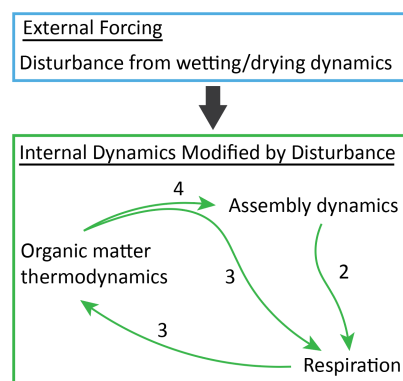 External Forcing
Disturbance from wetting/drying dynamics
Internal Dynamics Modified by Disturbance
4
Assembly dynamics
Organic matter
thermodynamics
3
2
3
Respiration